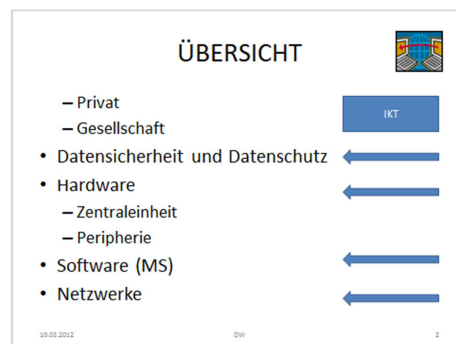 ÜBERSICHT
– Privat
– Gesellschaft
IKT
• Datensicherheit und Datenschutz
• Hardware
– Zentraleinheit
– Peripherie
• Software (MS)
• Netzwerke
10.03.2012 DW 2